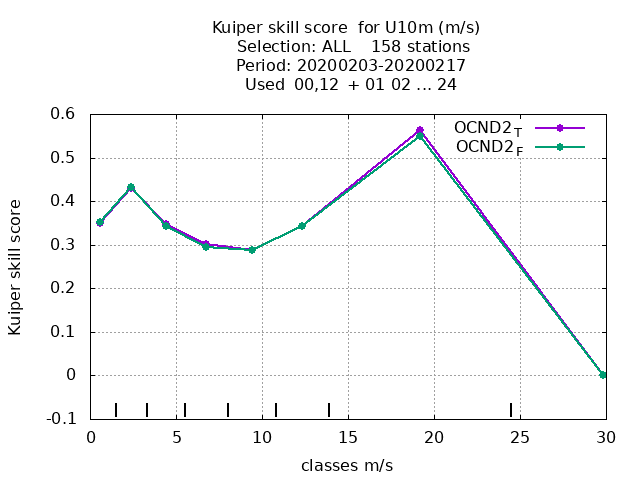 Kuiper skill score  for U10m (m/s)
Selection: ALL    158 stations
Period: 20200203-20200217
Used  00,12  + 01 02 ... 24
OCND2T
OCND2F
Kuiper skill score
0.6
0.5
0.4
0.3
0.2
0.1
0
-0.1
0 5 10 15 20 25 30
classes m/s